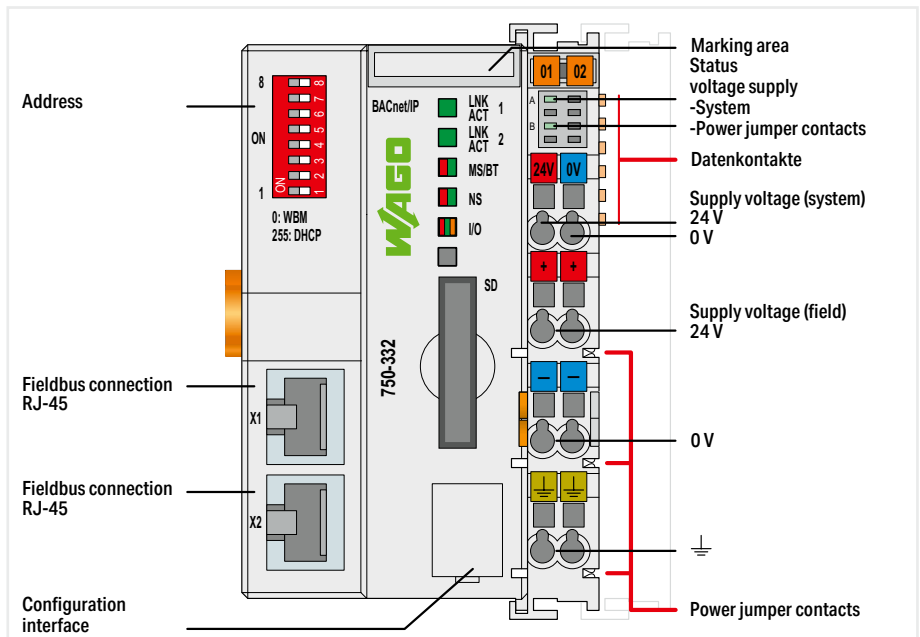 Address
Fieldbus connection
RJ-45
Fieldbus connection
RJ-45
Configuration
interface
8
ON
1
8
7
6
5
4
3
2
1
ON
0: WBM
255: DHCP
X1
X2
BACnet/IP
LNK
ACT 1
LNK
ACT 2
MS/BT
NS
I/O
WAGO
SD
750-332
01 02
A
B
24V 0V
+ +
— —
Marking area
Status
voltage supply
-System
-Power jumper contacts
Datenkontakte
Supply voltage (system)
24 V
0 V
Supply voltage (field)
24 V
0 V
Power jumper contacts